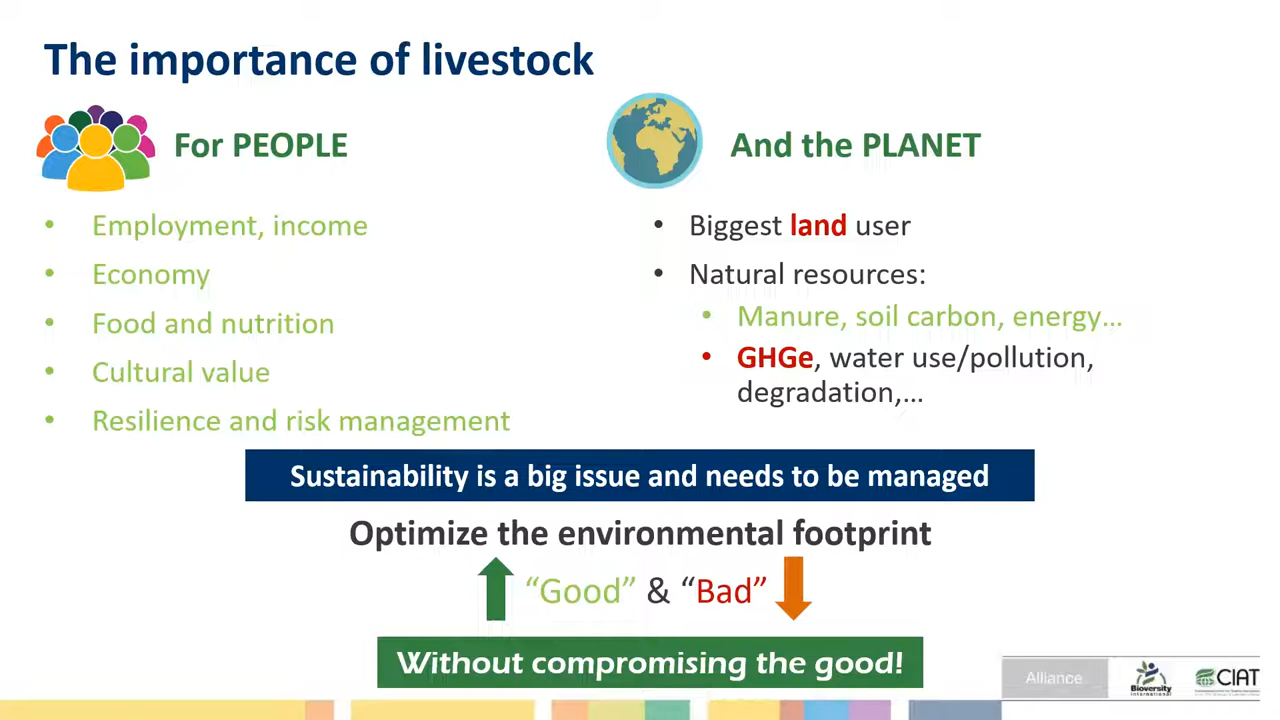 The importance of livestock
For PEOPLE
• Employment, income
• Economy
• Food and nutrition
• Cultural value
• Resilience and risk management
And the PLANET
• Biggest land user
• Natural resources:
• Manure, soil carbon, energy…
• GHGe, water use/pollution,
degradation,…
Sustainability is a big issue and needs to be managed
Optimize the environmental footprint
“Good” & “Bad”
Without compromising the good!
Alliance
Bioversity
International
CIAT